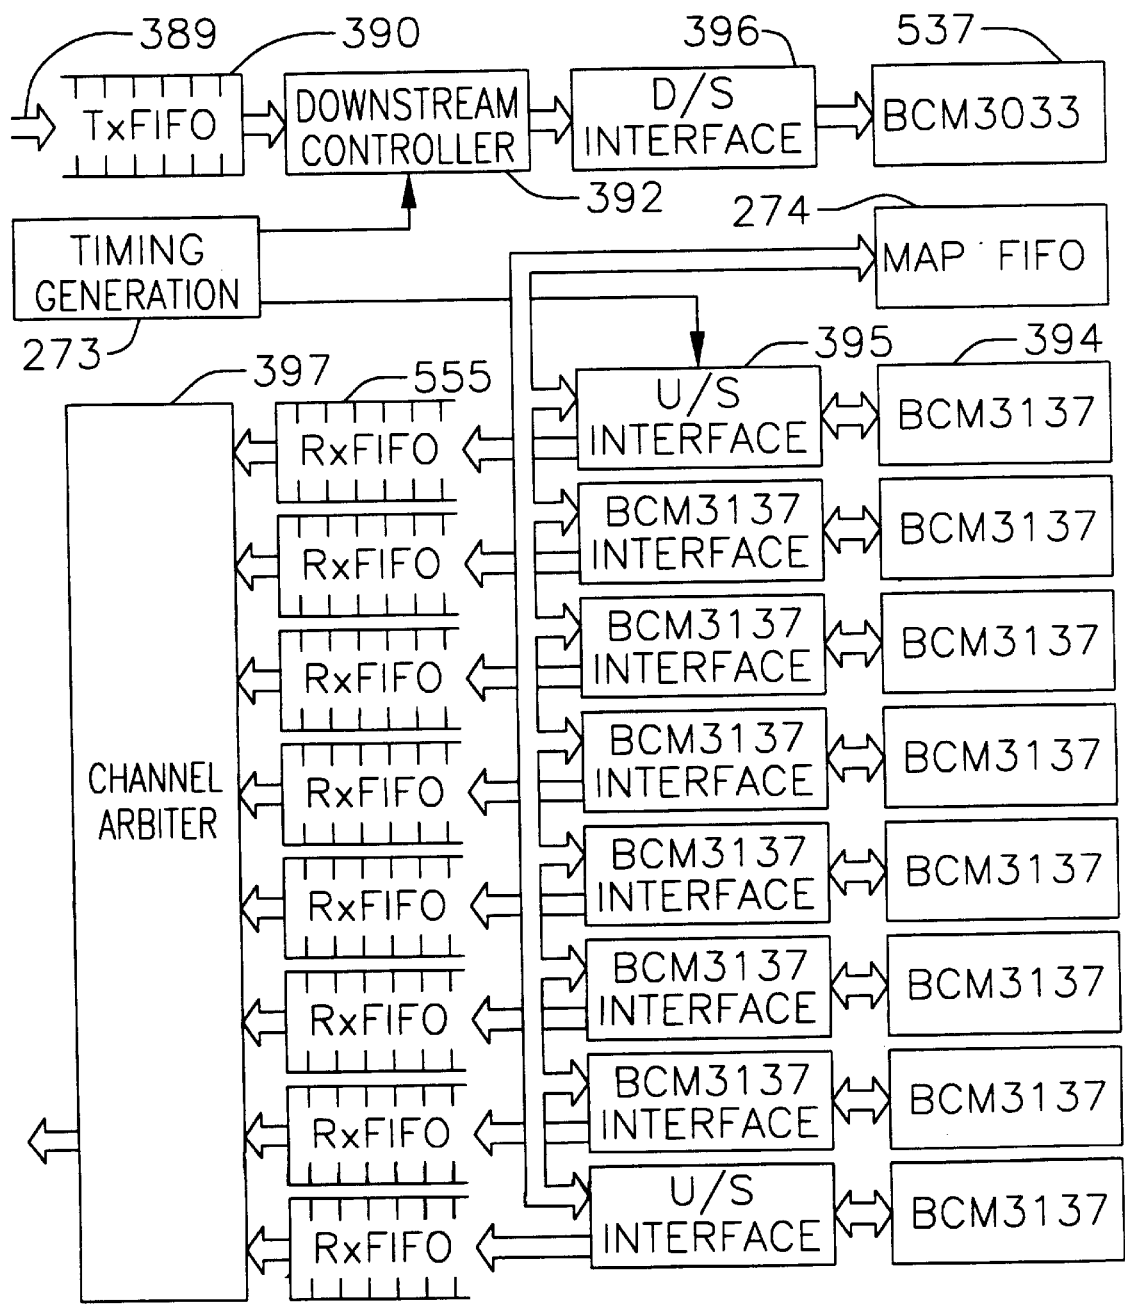 389
390
396
537
TxFIFO
DOWNSTREAM
CONTROLLER
D/S
INTERFACE
BCM3033
392
274
TIMING
GENERATION
MAP FIFO
273
397
555
395
394
RxFIFO
U/S
INTERFACE
BCM3137
RxFIFO
BCM3137
INTERFACE
BCM3137
RxFIFO
BCM3137
INTERFACE
BCM3137
CHANNEL
ARBITER
RxFIFO
BCM3137
INTERFACE
BCM3137
RxFIFO
BCM3137
INTERFACE
BCM3137
RxFIFO
BCM3137
INTERFACE
BCM3137
RxFIFO
BCM3137
INTERFACE
BCM3137
RxFIFO
U/S
INTERFACE
BCM3137